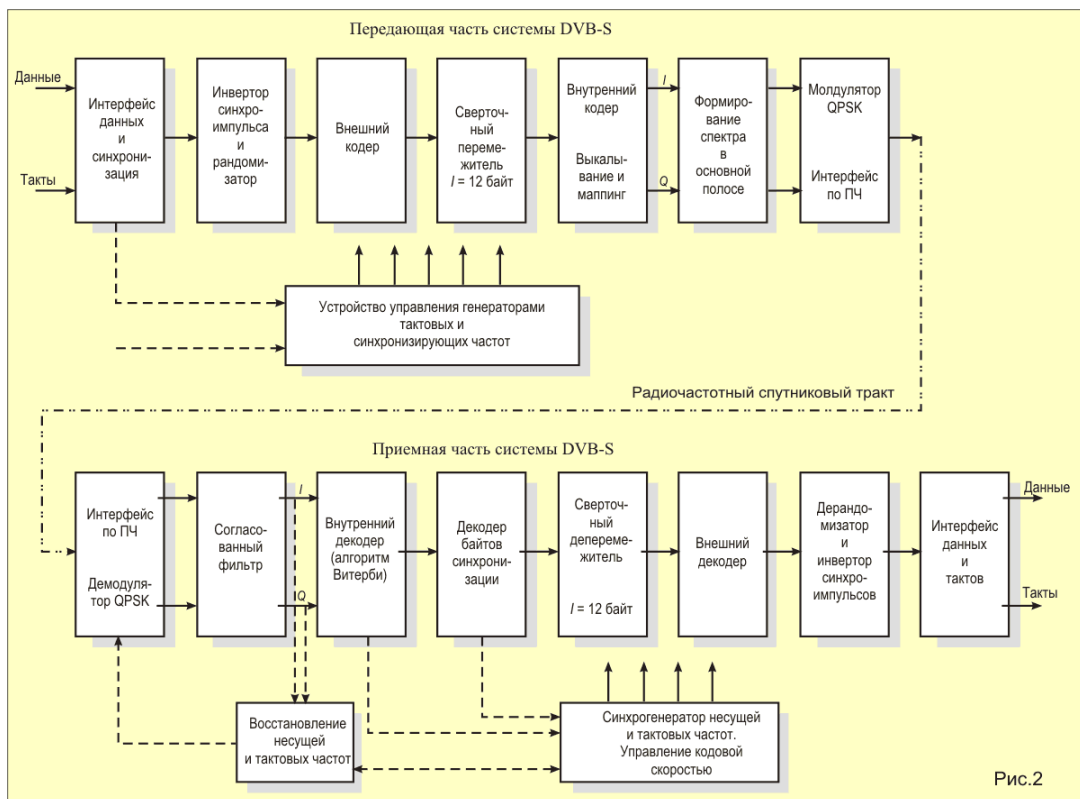 Передающая часть системы DVB-S
Данные
Такты
Интерфейс
данных
и
синхрони-
зация
Инвертор
синхро-
импульса
и
рандоми-
затор
Внешний
кодер
Сверточ-
ный
переме-
житель
I = 12 байт
Внутренний
кодер
Выкалы-
вание и
маппинг
I
Q
Формиро-
вание
спектра
в
основной
полосе
Молдулятор
QPSK
Интерфейс
по ПЧ
Устройство управления генераторами
тактовых и
синхронизирующих частот
Радиочастотный спутниковый тракт
Приемная часть системы DVB-S
Интерфейс
по ПЧ
Демодуля-
тор QPSK
Согласо-
ванный
фильтр
I
Q
Внутренний
декодер
(алгоритм
Витерби)
Декодер
байтов
синхрони-
зации
Сверточ-
ный
депереме-
житель
I = 12 байт
Внешний
декодер
Дерандо-
мизатор
и
инвертор
синхро-
импульсов
Интерфейс
данных
и
тактов
Данные
Такты
Восстановление
несущей
и тактовых частот
Синхрогенератор несущей
и тактовых частот.
Управление кодовой
скоростью
Рис.2